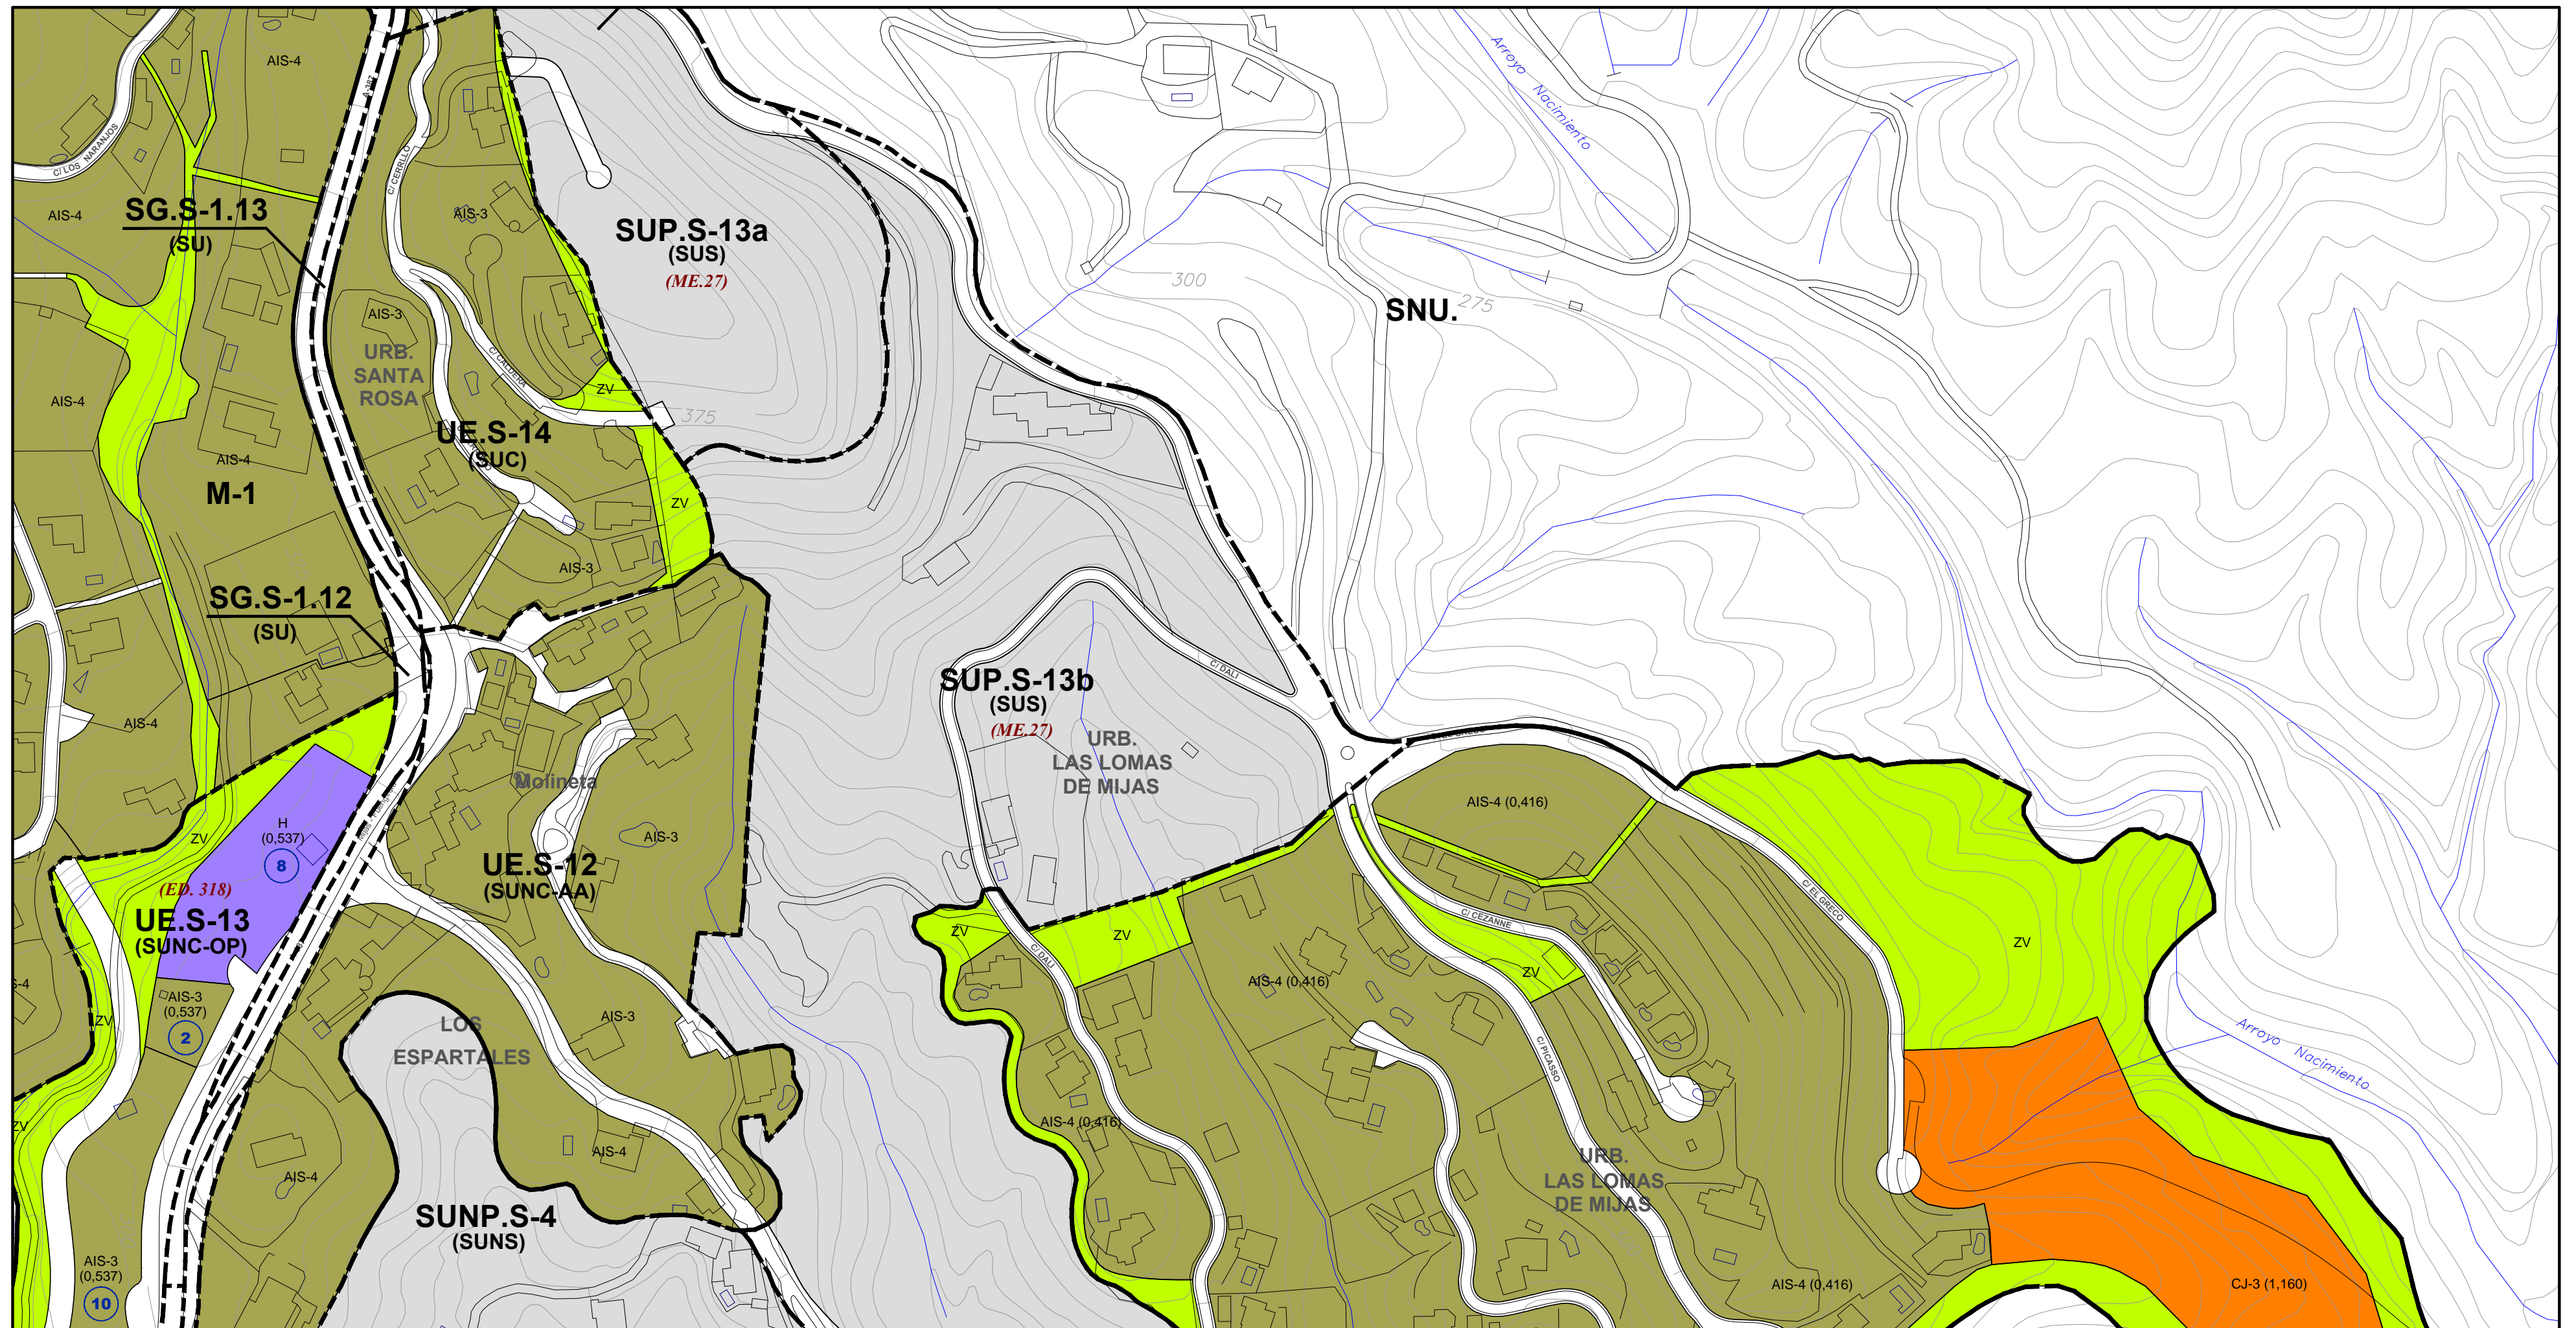 AIS-4
A-387
Arroyo Nacimiento
C/ LOS NARANJOS
C/ CERRLLO
AIS-4
SG.S-1.13
(SU)
AIS-3
SUP.S-13a
(SUS)
(ME.27)
300
SNU.
275
AIS-3
URB.
SANTA
ROSA
C/ CALDERA
ZV
375
325
AIS-4
UE.S-14
(SUC)
AIS-4
M-1
ZV
AIS-3
SG.S-1.12
(SU)
C/ DALI
SUP.S-13b
(SUS)
(ME.27)
AIS-4
URB.
LAS LOMAS
DE MIJAS
Molineta
AIS-4 (0,416)
H
(0,537)
8
ZV
AIS-3
UE.S-12
(SUNC-AA)
(ED. 318)
UE.S-13
(SUNC-OP)
C/ EL GRECO
C/ CEZANNE
ZV
ZV
ZV
C/ DALI
ZV
AIS-4 (0,416)
S-4
AIS-3
(0,537)
2
ZV
AIS-3
LOS
ESPARTALES
C/ PICASSO
Arroyo Nacimiento
ZV
AIS-4 (0,416)
AIS-4
AIS-4
URB.
LAS LOMAS
DE MIJAS
SUNP.S-4
(SUNS)
AIS-3
(0,537)
10
AIS-4 (0,416)
CJ-3 (1,160)